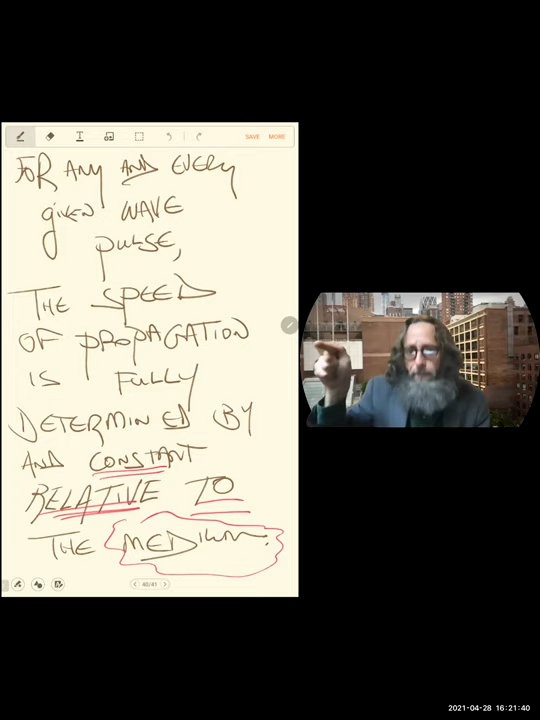 SAVE MORE
FOR ANY AND EVERY
given WAVE
pulse,
THE SPEED
OF PROPAGATION
IS FULLY
DETERMINED BY
AND CONSTANT
RELATIVE TO
THE MEDIUM.
40/41
2021-04-28 16:21:40